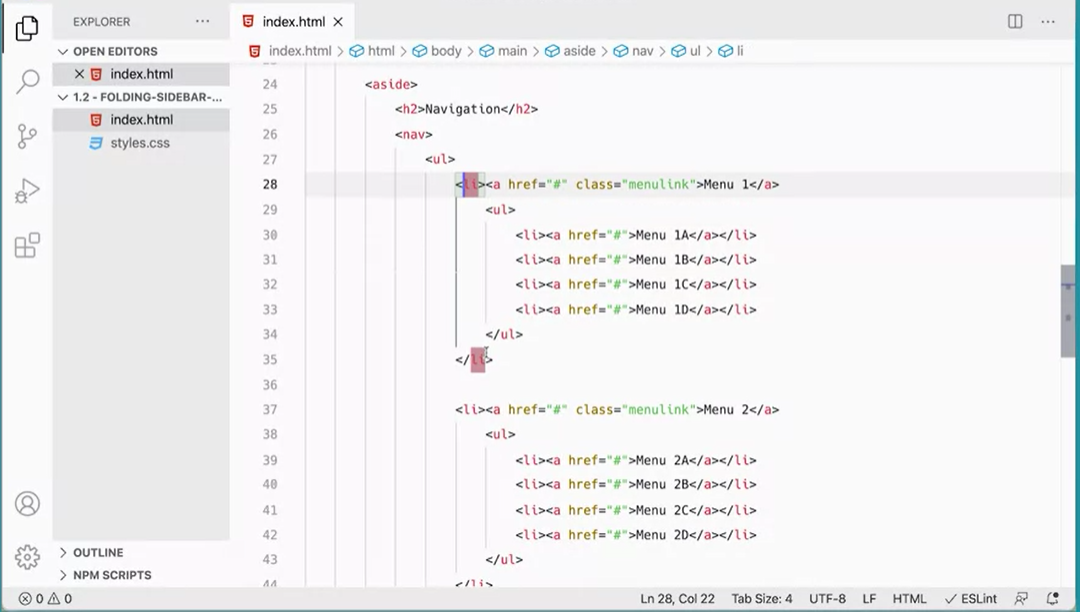 EXPLORER
···
index.html
···
OPEN EDITORS
index.html
index.html > html > body > main > aside > nav > ul > li
1.2 - FOLDING-SIDEBAR-...
index.html
styles.css
24 <aside>
25 <h2>Navigation</h2>
26 <nav>
27 <ul>
28 <li><a href="#" class="menulink">Menu 1</a>
29 <ul>
30 <li><a href="#">Menu 1A</a></li>
31 <li><a href="#">Menu 1B</a></li>
32 <li><a href="#">Menu 1C</a></li>
33 <li><a href="#">Menu 1D</a></li>
34 </ul>
35 </li>
36
37 <li><a href="#" class="menulink">Menu 2</a>
38 <ul>
39 <li><a href="#">Menu 2A</a></li>
40 <li><a href="#">Menu 2B</a></li>
41 <li><a href="#">Menu 2C</a></li>
42 <li><a href="#">Menu 2D</a></li>
43 </ul>
44 </li>
OUTLINE
NPM SCRIPTS
0 0
Ln 28, Col 22 Tab Size: 4 UTF-8 LF HTML ESLint